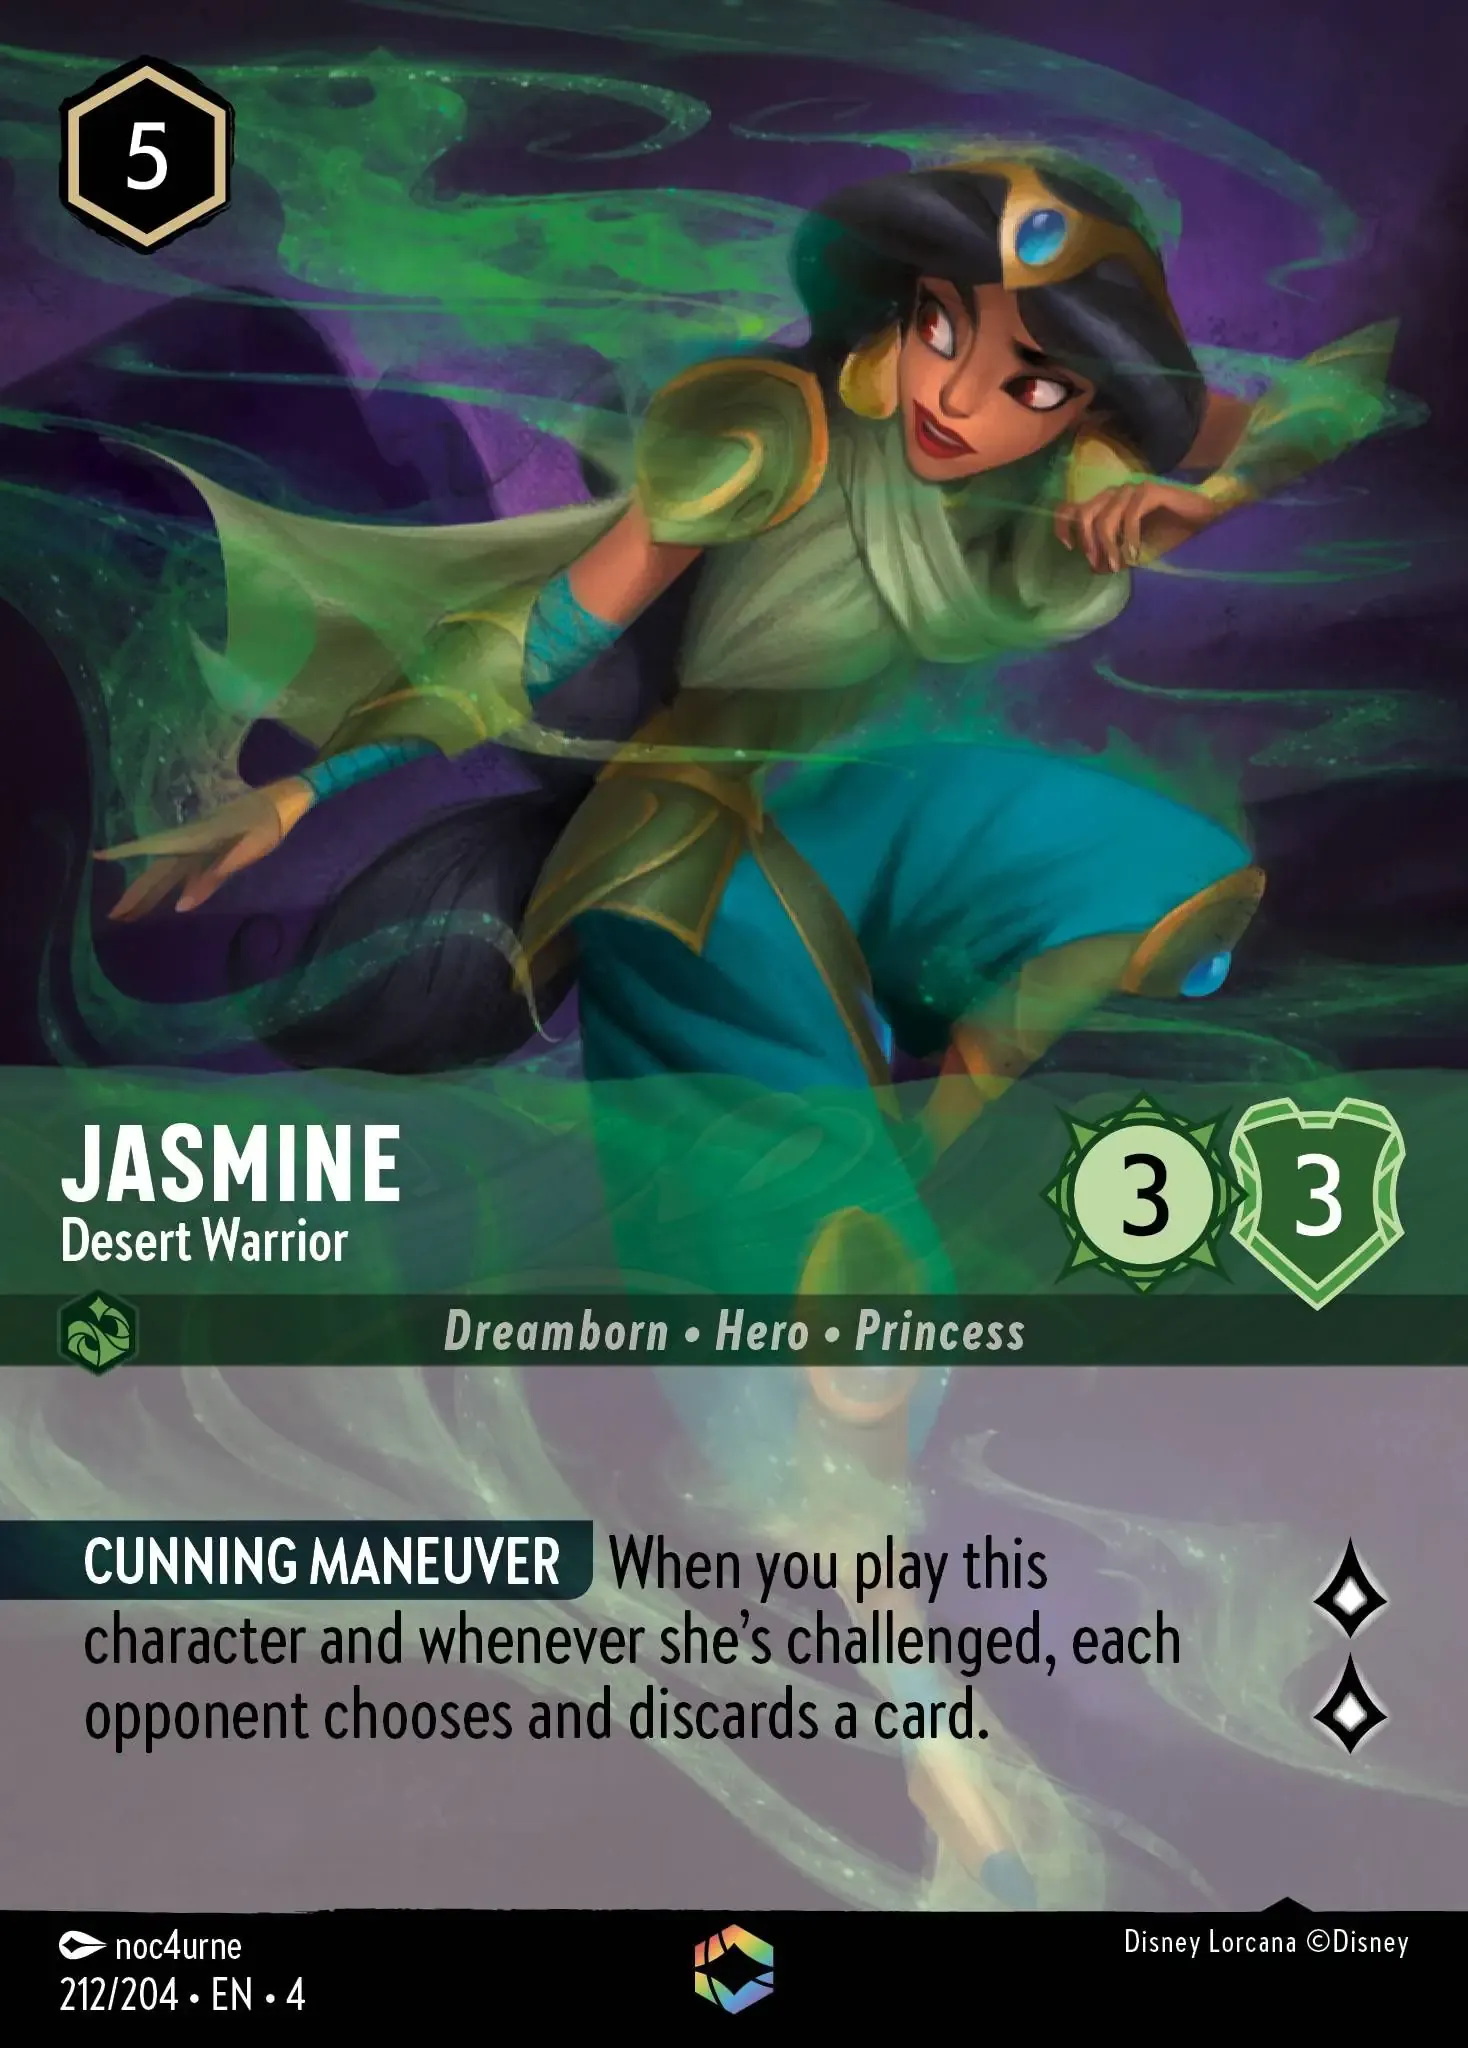 5
JASMINE
Desert Warrior
3
3
Dreamborn • Hero • Princess
CUNNING MANEUVER When you play this
character and whenever she's challenged, each
opponent chooses and discards a card.
noc4urne
Disney Lorcana ©Disney
212/204 • EN • 4